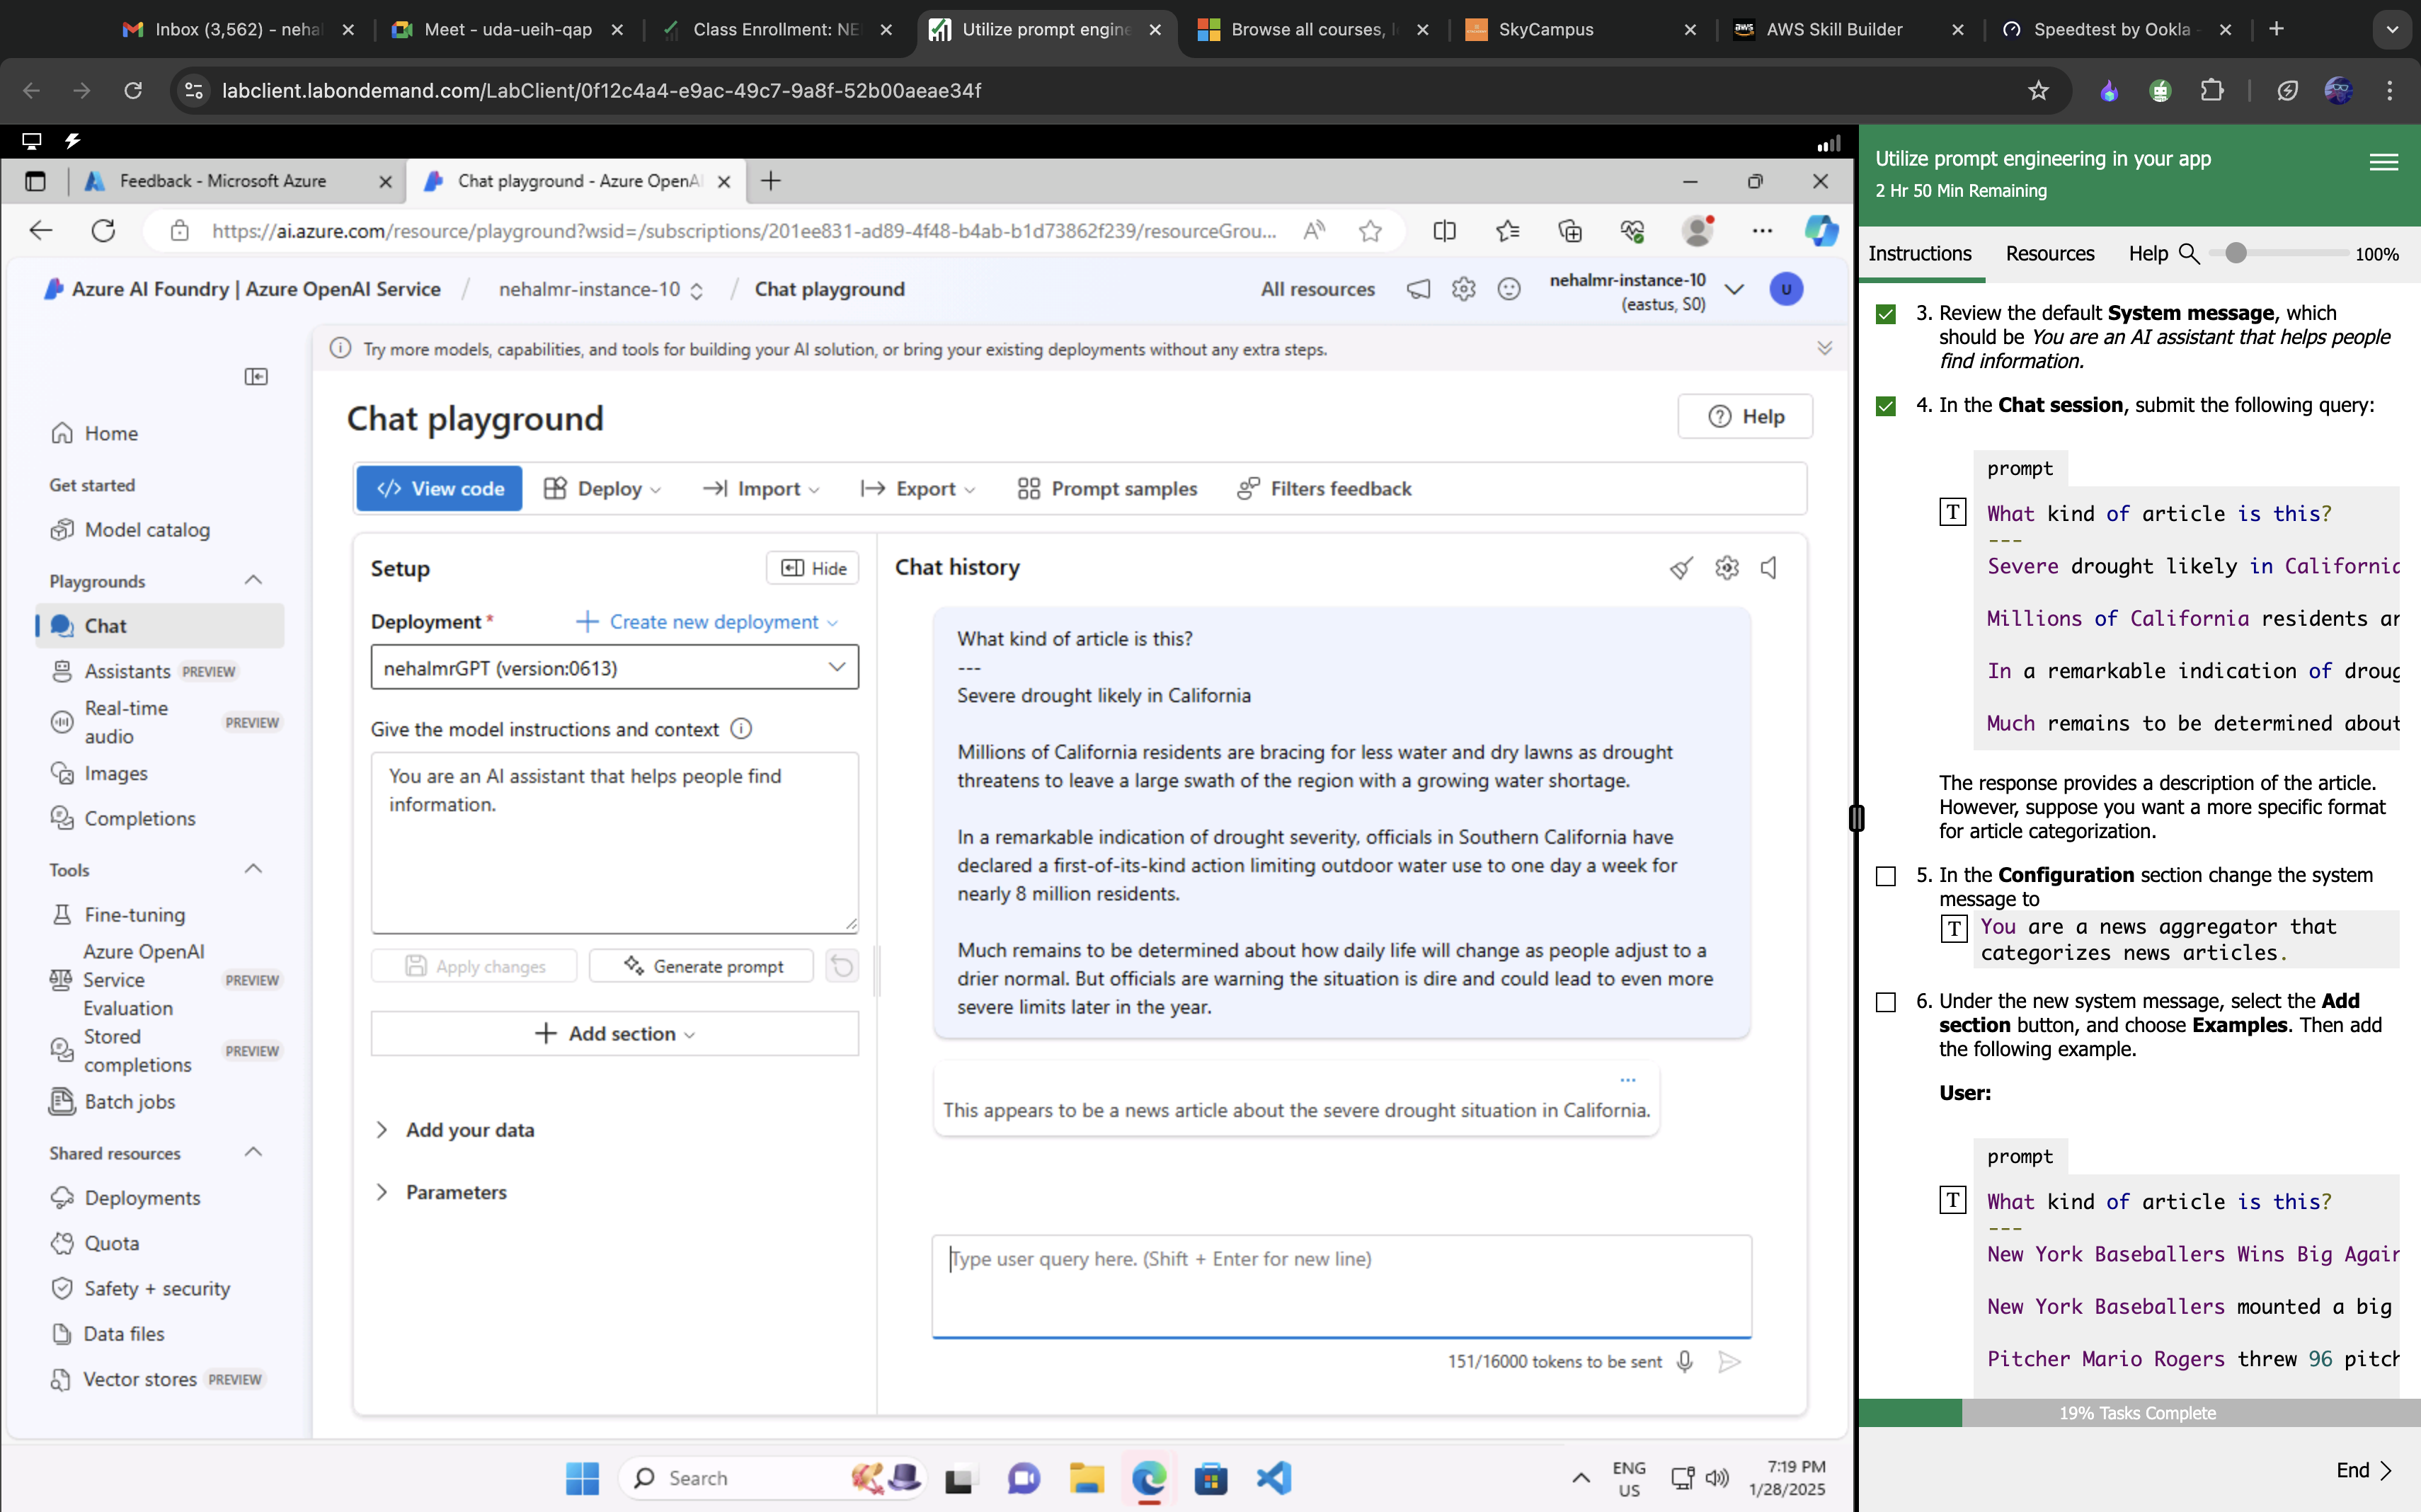 Inbox (3,562) - neha
Meet - uda-ueih-qap
Class Enrollment: NE
Utilize prompt engine
Browse all courses, l
SkyCampus
AWS Skill Builder
Speedtest by Ookla -
labclient.labondemand.com/LabClient/0f12c4a4-e9ac-49c7-9a8f-52b00aeae34f
Feedback - Microsoft Azure
Chat playground - Azure OpenAI
https://ai.azure.com/resource/playground?wsid=/subscriptions/201ee831-ad89-4f48-b4ab-b1d73862f239/resourceGrou...
Azure AI Foundry | Azure OpenAI Service / nehalmr-instance-10 / Chat playground
All resources
nehalmr-instance-10
(eastus, S0)
U
Try more models, capabilities, and tools for building your AI solution, or bring your existing deployments without any extra steps.
Home
Get started
Model catalog
Playgrounds
Chat
Assistants PREVIEW
Real-time audio PREVIEW
Images
Completions
Tools
Fine-tuning
Azure OpenAI Service Evaluation PREVIEW
Stored completions PREVIEW
Batch jobs
Shared resources
Deployments
Quota
Safety + security
Data files
Vector stores PREVIEW
Chat playground
Help
View code
Deploy
Import
Export
Prompt samples
Filters feedback
Setup
Hide
Deployment *
Create new deployment
nehalmrGPT (version:0613)
Give the model instructions and context
You are an AI assistant that helps people find
information.
Apply changes
Generate prompt
Add section
Add your data
Parameters
Chat history
What kind of article is this?
---
Severe drought likely in California
Millions of California residents are bracing for less water and dry lawns as drought
threatens to leave a large swath of the region with a growing water shortage.
In a remarkable indication of drought severity, officials in Southern California have
declared a first-of-its-kind action limiting outdoor water use to one day a week for
nearly 8 million residents.
Much remains to be determined about how daily life will change as people adjust to a
drier normal. But officials are warning the situation is dire and could lead to even more
severe limits later in the year.
This appears to be a news article about the severe drought situation in California.
Type user query here. (Shift + Enter for new line)
151/16000 tokens to be sent
Search
ENG
US
7:19 PM
1/28/2025
Utilize prompt engineering in your app
2 Hr 50 Min Remaining
Instructions
Resources
Help
100%
3. Review the default System message, which
should be You are an AI assistant that helps people
find information.
4. In the Chat session, submit the following query:
prompt
T
What kind of article is this?
---
Severe drought likely in California
Millions of California residents ar
In a remarkable indication of droug
Much remains to be determined about
The response provides a description of the article.
However, suppose you want a more specific format
for article categorization.
5. In the Configuration section change the system
message to
T
You are a news aggregator that
categorizes news articles.
6. Under the new system message, select the Add
section button, and choose Examples. Then add
the following example.
User:
prompt
T
What kind of article is this?
---
New York Baseballers Wins Big Again
New York Baseballers mounted a big
Pitcher Mario Rogers threw 96 pitch
19% Tasks Complete
End